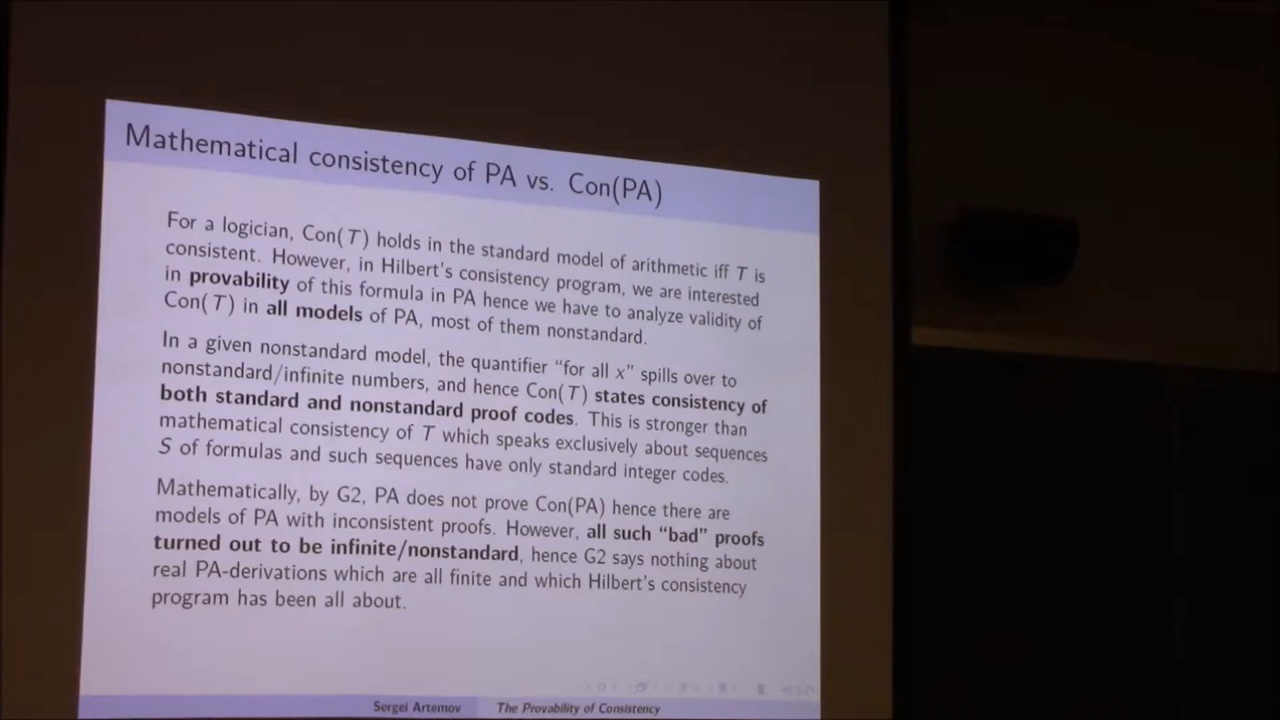 Mathematical consistency of PA vs. Con(PA)
For a logician, Con(T) holds in the standard model of arithmetic iff T is
consistent. However, in Hilbert's consistency program, we are interested
in provability of this formula in PA hence we have to analyze validity of
Con(T) in all models of PA, most of them nonstandard.
In a given nonstandard model, the quantifier “for all x” spills over to
nonstandard/infinite numbers, and hence Con(T) states consistency of
both standard and nonstandard proof codes. This is stronger than
mathematical consistency of T which speaks exclusively about sequences
S of formulas and such sequences have only standard integer codes.
Mathematically, by G2, PA does not prove Con(PA) hence there are
models of PA with inconsistent proofs. However, all such “bad” proofs
turned out to be infinite/nonstandard, hence G2 says nothing about
real PA-derivations which are all finite and which Hilbert's consistency
program has been all about.
Sergei Artemov The Provability of Consistency